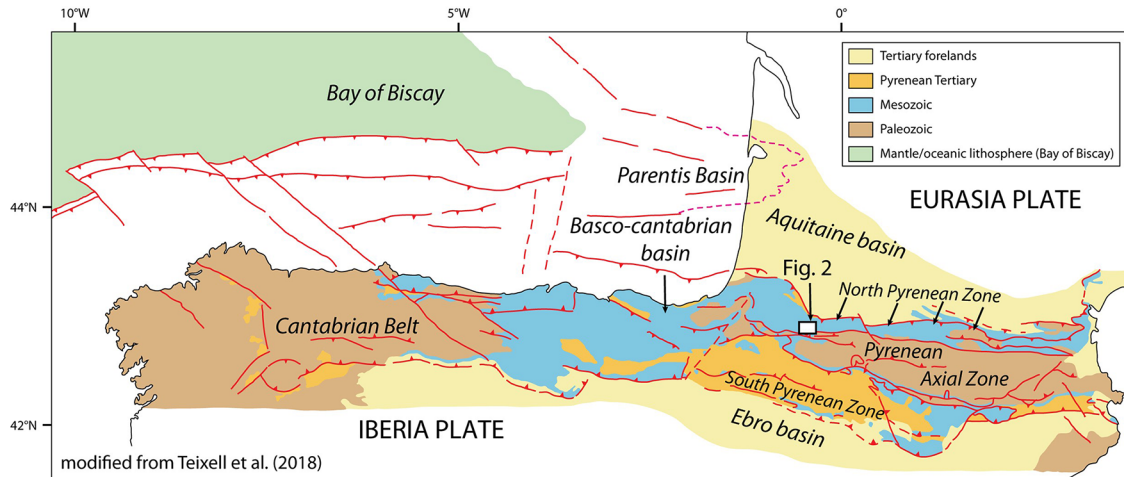 10°W
5°W
0°
Tertiary forelands
Pyrenean Tertiary
Mesozoic
Paleozoic
Mantle/oceanic lithosphere (Bay of Biscay)
Bay of Biscay
Parentis Basin
EURASIA PLATE
44°N
Basco-cantabrian
basin
Aquitaine basin
Fig. 2
North Pyrenean Zone
Cantabrian Belt
Pyrenean
Axial Zone
South Pyrenean Zone
Ebro basin
42°N
IBERIA PLATE
modified from Teixell et al. (2018)